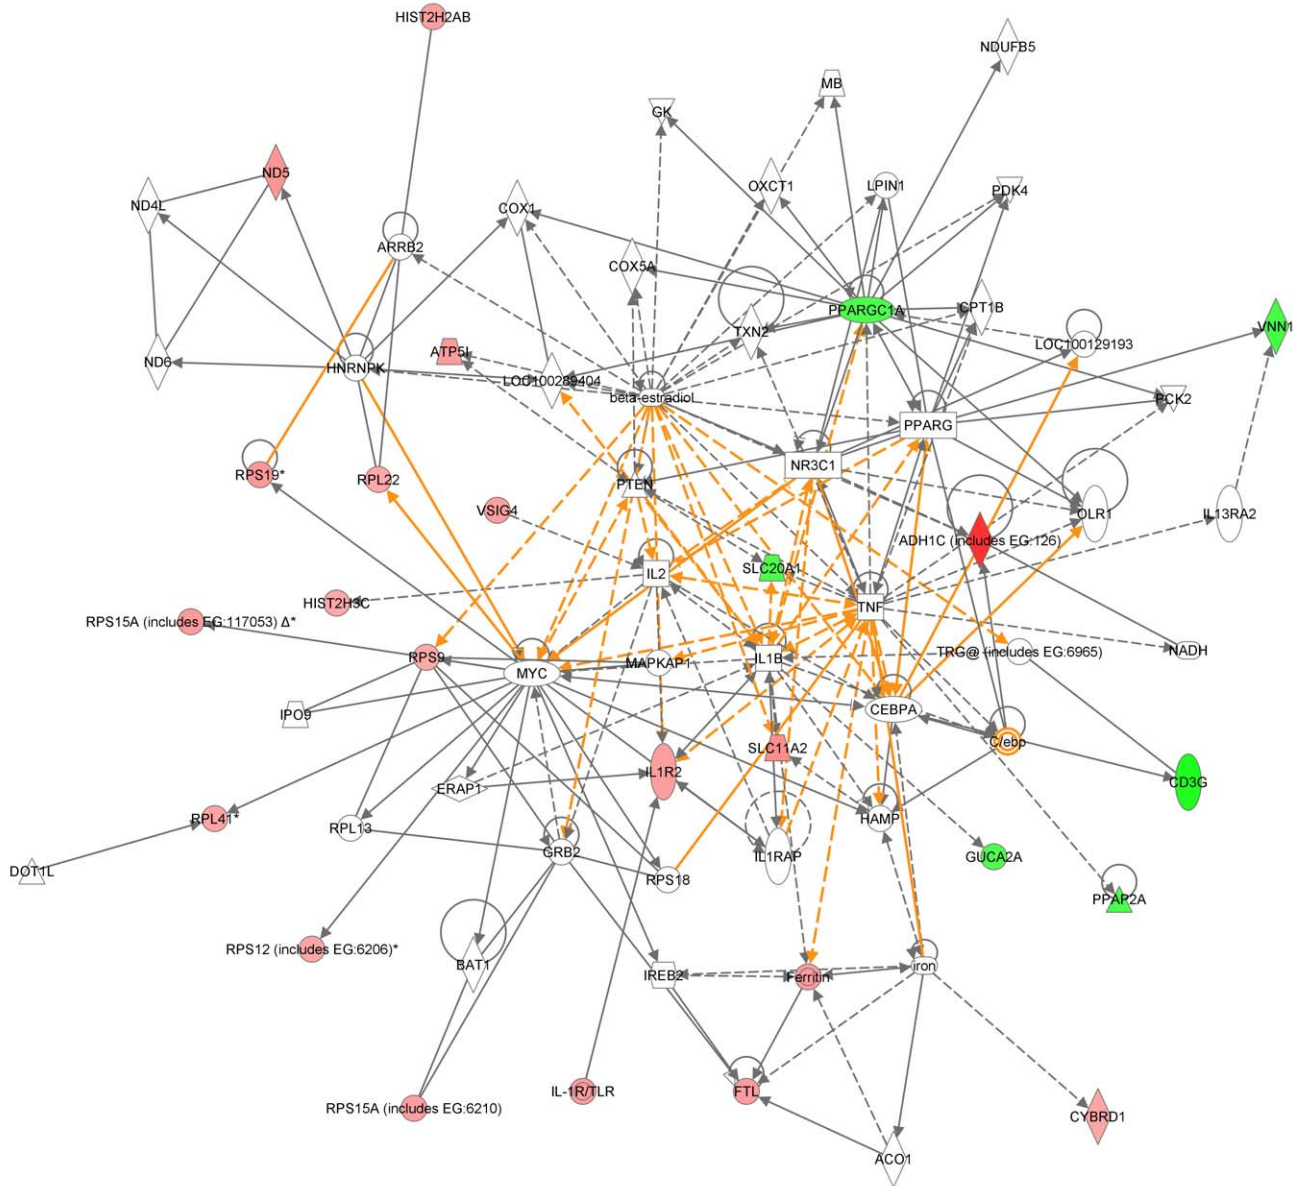 HIST2H2AB
NDUFB5
MB
GK
ND5
OXCT1
LPIN1
PDK4
ND4L
COX1
ARRB2
COX5A
PPARGC1A
CPT1B
VNN1
TXN2
LOC100129193
ATP5L
ND6
HNRNPK
LOC100289404
beta-estradiol
PCK2
PPARG
NR3C1
RPS19*
RPL22
PTEN
VSIG4
OLR1
IL13RA2
ADH1C (includes EG:126)
SLC20A1
IL2
HIST2H3C
TNF
RPS15A (includes EG:117053) Δ*
RPS9
MAPKAP1
IL1B
TRG@ (includes EG:6965)
NADH
MYC
CEBPA
IPO9
C/ebp
SLC11A2
IL1R2
CD3G
ERAP1
RPL41*
RPL13
HAMP
GRB2
IL1RAP
GUCA2A
DOT1L
RPS18
PPAP2A
RPS12 (includes EG:6206)*
BAT1
IREB2
Ferritin
iron
IL-1R/TLR
FTL
RPS15A (includes EG:6210)
CYBRD1
ACO1